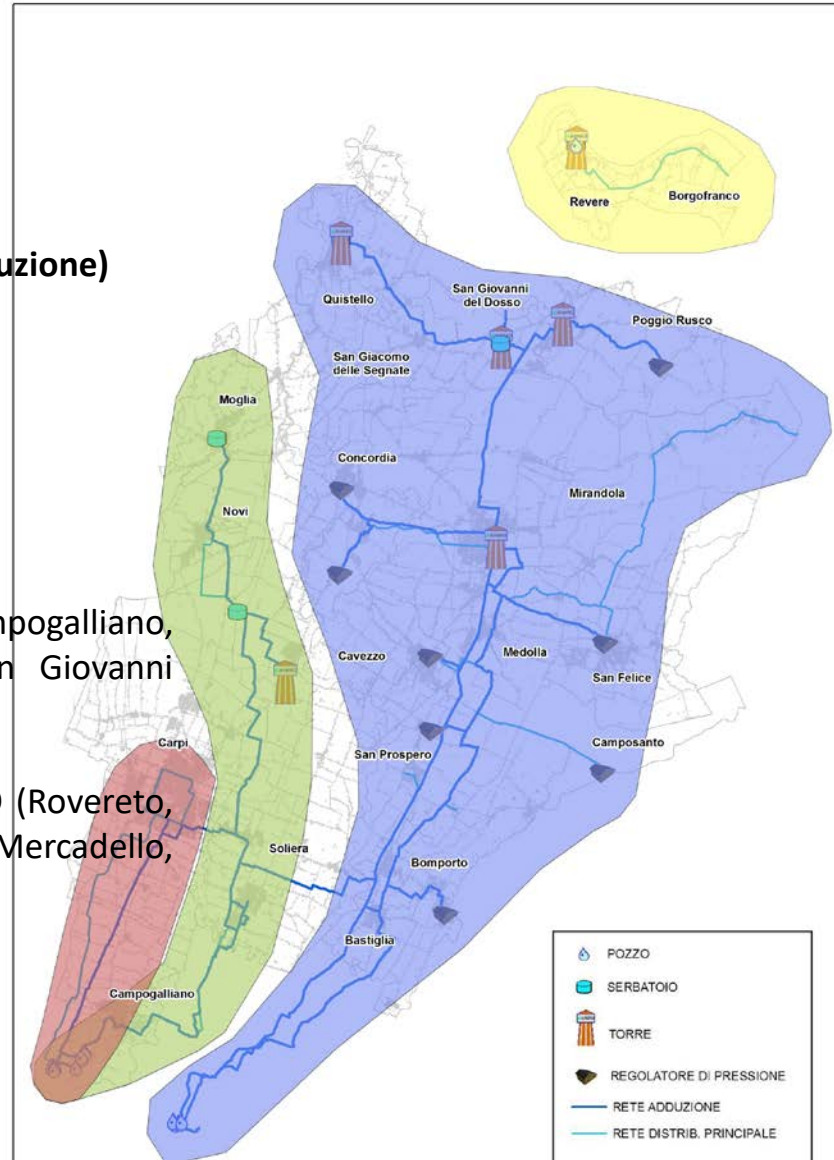 uzione)
npogalliano,
n Giovanni
(Rovereto,
Mercadello,
Revere
Borgofranco
Quistello
San Giovanni
del Dosso
Poggio Rusco
San Giacomo
delle Segnate
Moglia
Concordia
Mirandola
Novi
Cavezzo
Medolla
San Felice
Camposanto
San Prospero
Carpi
Soliera
Bomporto
Bastiglia
Campogalliano
POZZO
SERBATOIO
TORRE
REGOLATORE DI PRESSIONE
RETE ADDUZIONE
RETE DISTRIB. PRINCIPALE